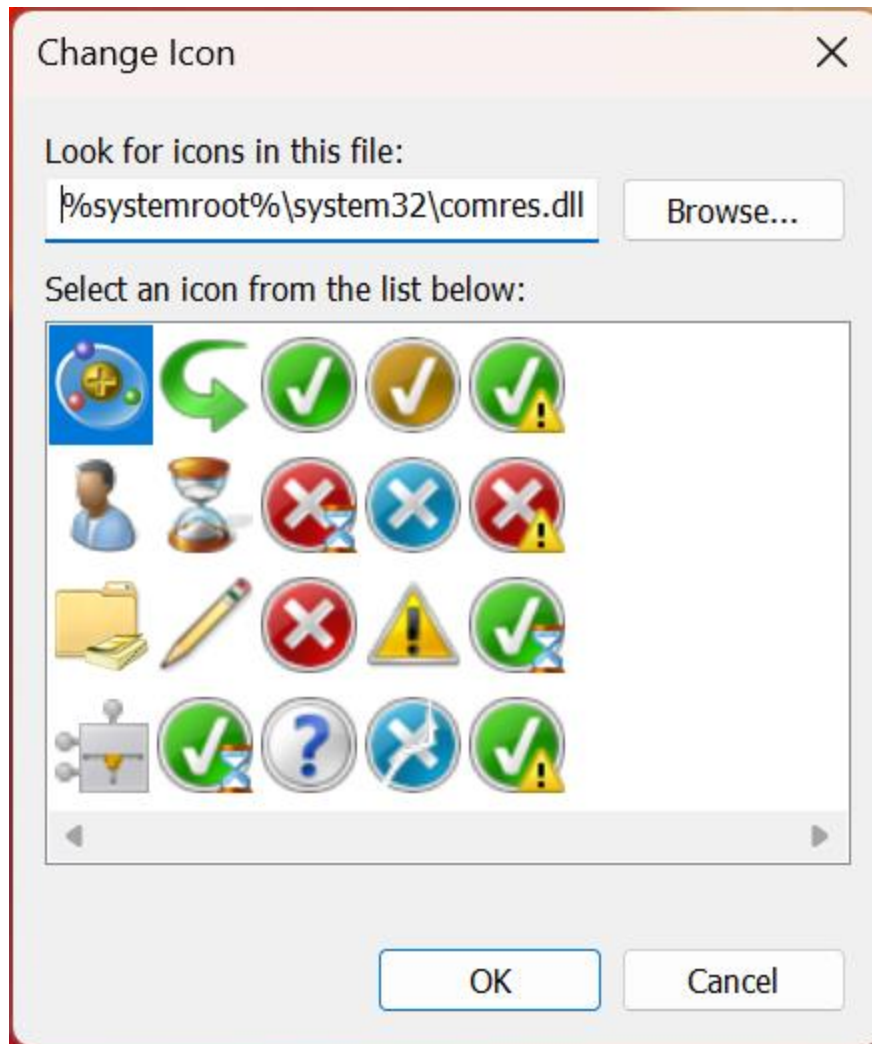 Change Icon
Look for icons in this file:
%systemroot%\system32\comres.dll
Browse...
Select an icon from the list below:
OK
Cancel